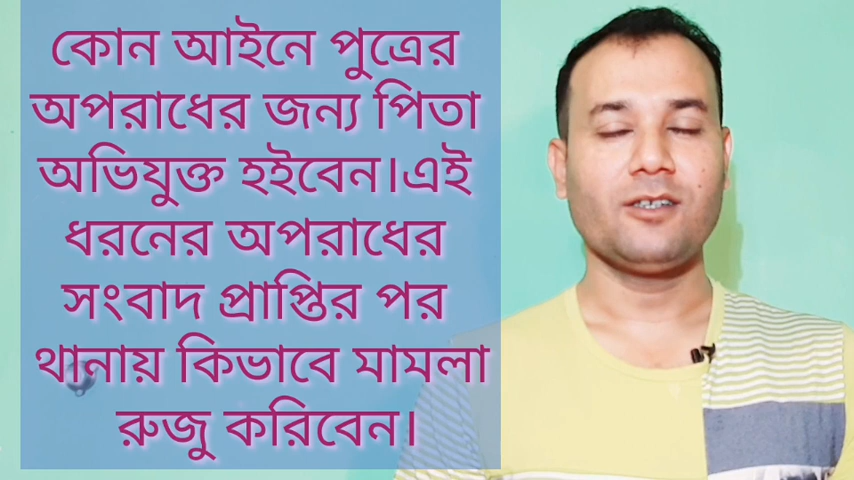 কোন আইনে পুত্রের
অপরাধের জন্য পিতা
অভিযুক্ত হইবেন।এই
ধরনের অপরাধের
সংবাদ প্রাপ্তির পর
থানায় কিভাবে মামলা
রুজু করিবেন।